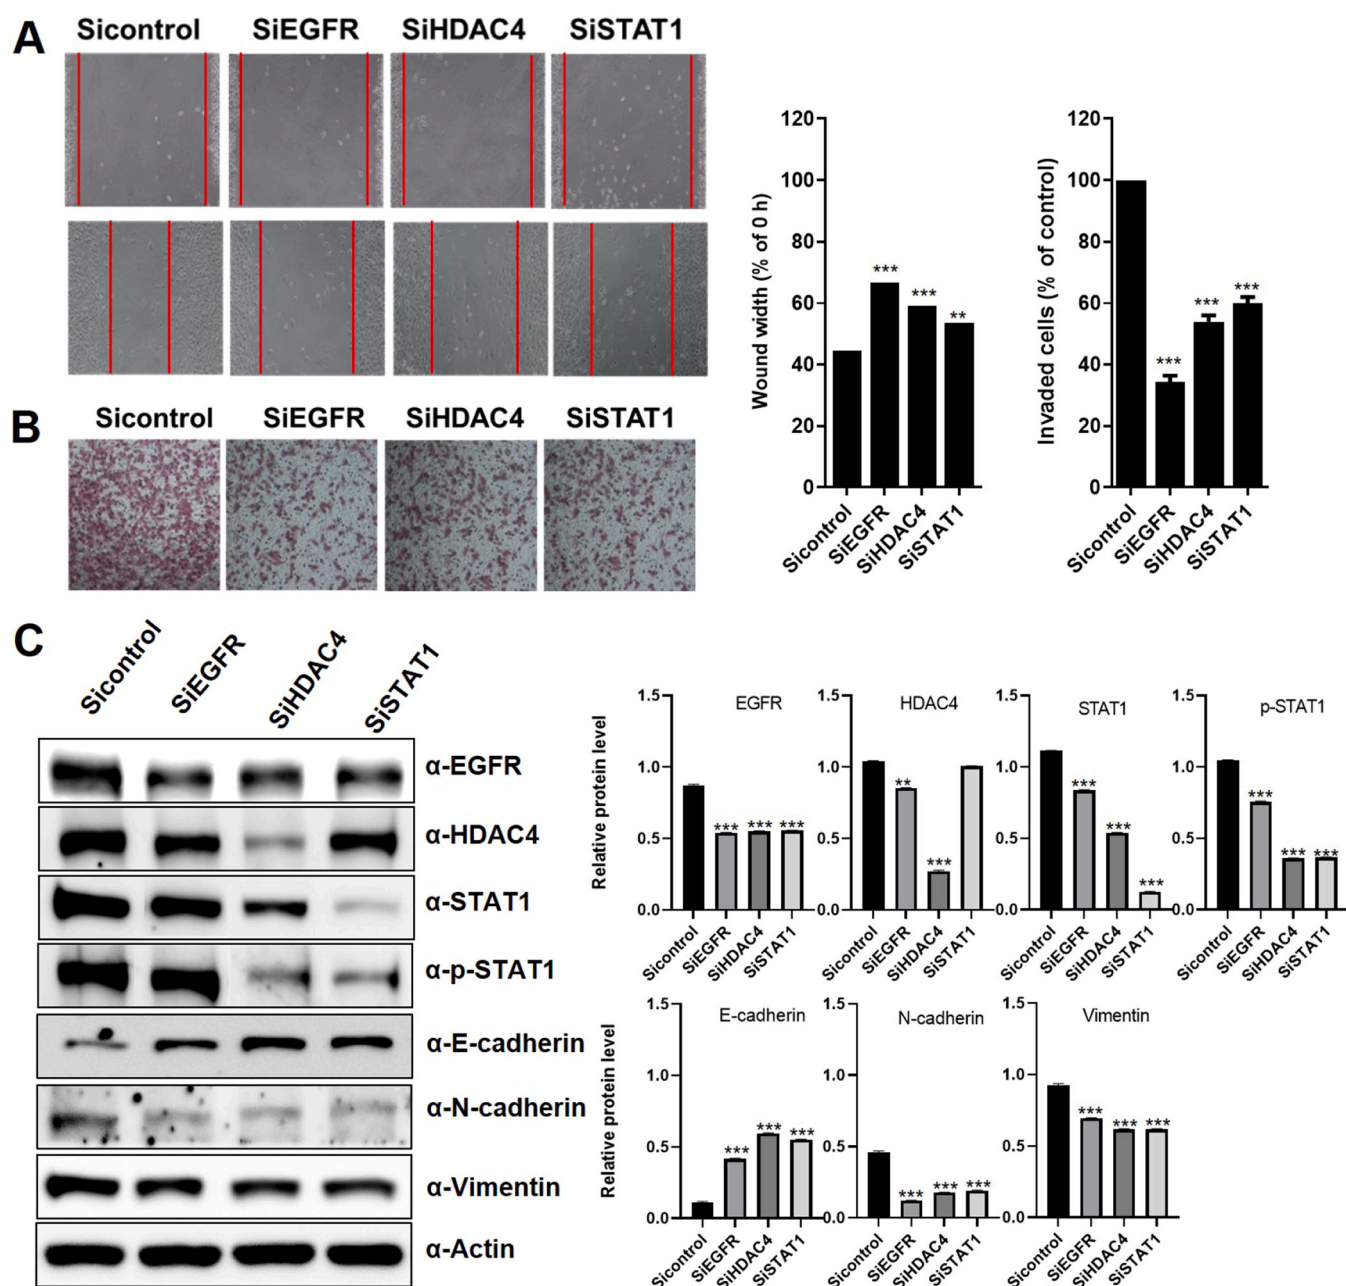 A
Sicontrol SiEGFR SiHDAC4 SiSTAT1
B
Sicontrol SiEGFR SiHDAC4 SiSTAT1
Wound width (% of 0 h)
120
100
80
60
40
20
0
*** *** **
Sicontrol SiEGFR SiHDAC4 SiSTAT1
Invaded cells (% of control)
120
100
80
60
40
20
0
*** *** ***
Sicontrol SiEGFR SiHDAC4 SiSTAT1
C
Sicontrol SiEGFR SiHDAC4 SiSTAT1
α-EGFR
α-HDAC4
α-STAT1
α-p-STAT1
α-E-cadherin
α-N-cadherin
α-Vimentin
α-Actin
Relative protein level
EGFR
1.5
1.0
0.5
0.0
*** *** ***
Sicontrol SiEGFR SiHDAC4 SiSTAT1
HDAC4
1.5
1.0
0.5
0.0
** ***
Sicontrol SiEGFR SiHDAC4 SiSTAT1
STAT1
1.5
1.0
0.5
0.0
*** *** ***
Sicontrol SiEGFR SiHDAC4 SiSTAT1
p-STAT1
1.5
1.0
0.5
0.0
*** *** ***
Sicontrol SiEGFR SiHDAC4 SiSTAT1
Relative protein level
E-cadherin
1.5
1.0
0.5
0.0
*** *** ***
Sicontrol SiEGFR SiHDAC4 SiSTAT1
N-cadherin
1.5
1.0
0.5
0.0
*** *** ***
Sicontrol SiEGFR SiHDAC4 SiSTAT1
Vimentin
1.5
1.0
0.5
0.0
*** *** ***
Sicontrol SiEGFR SiHDAC4 SiSTAT1